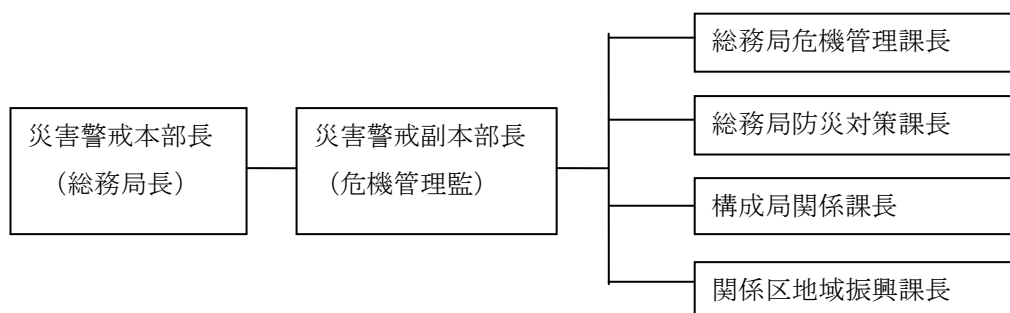 災害警戒本部長
（総務局長）
災害警戒副本部長
（危機管理監）
総務局危機管理課長
総務局防災対策課長
構成局関係課長
関係区地域振興課長